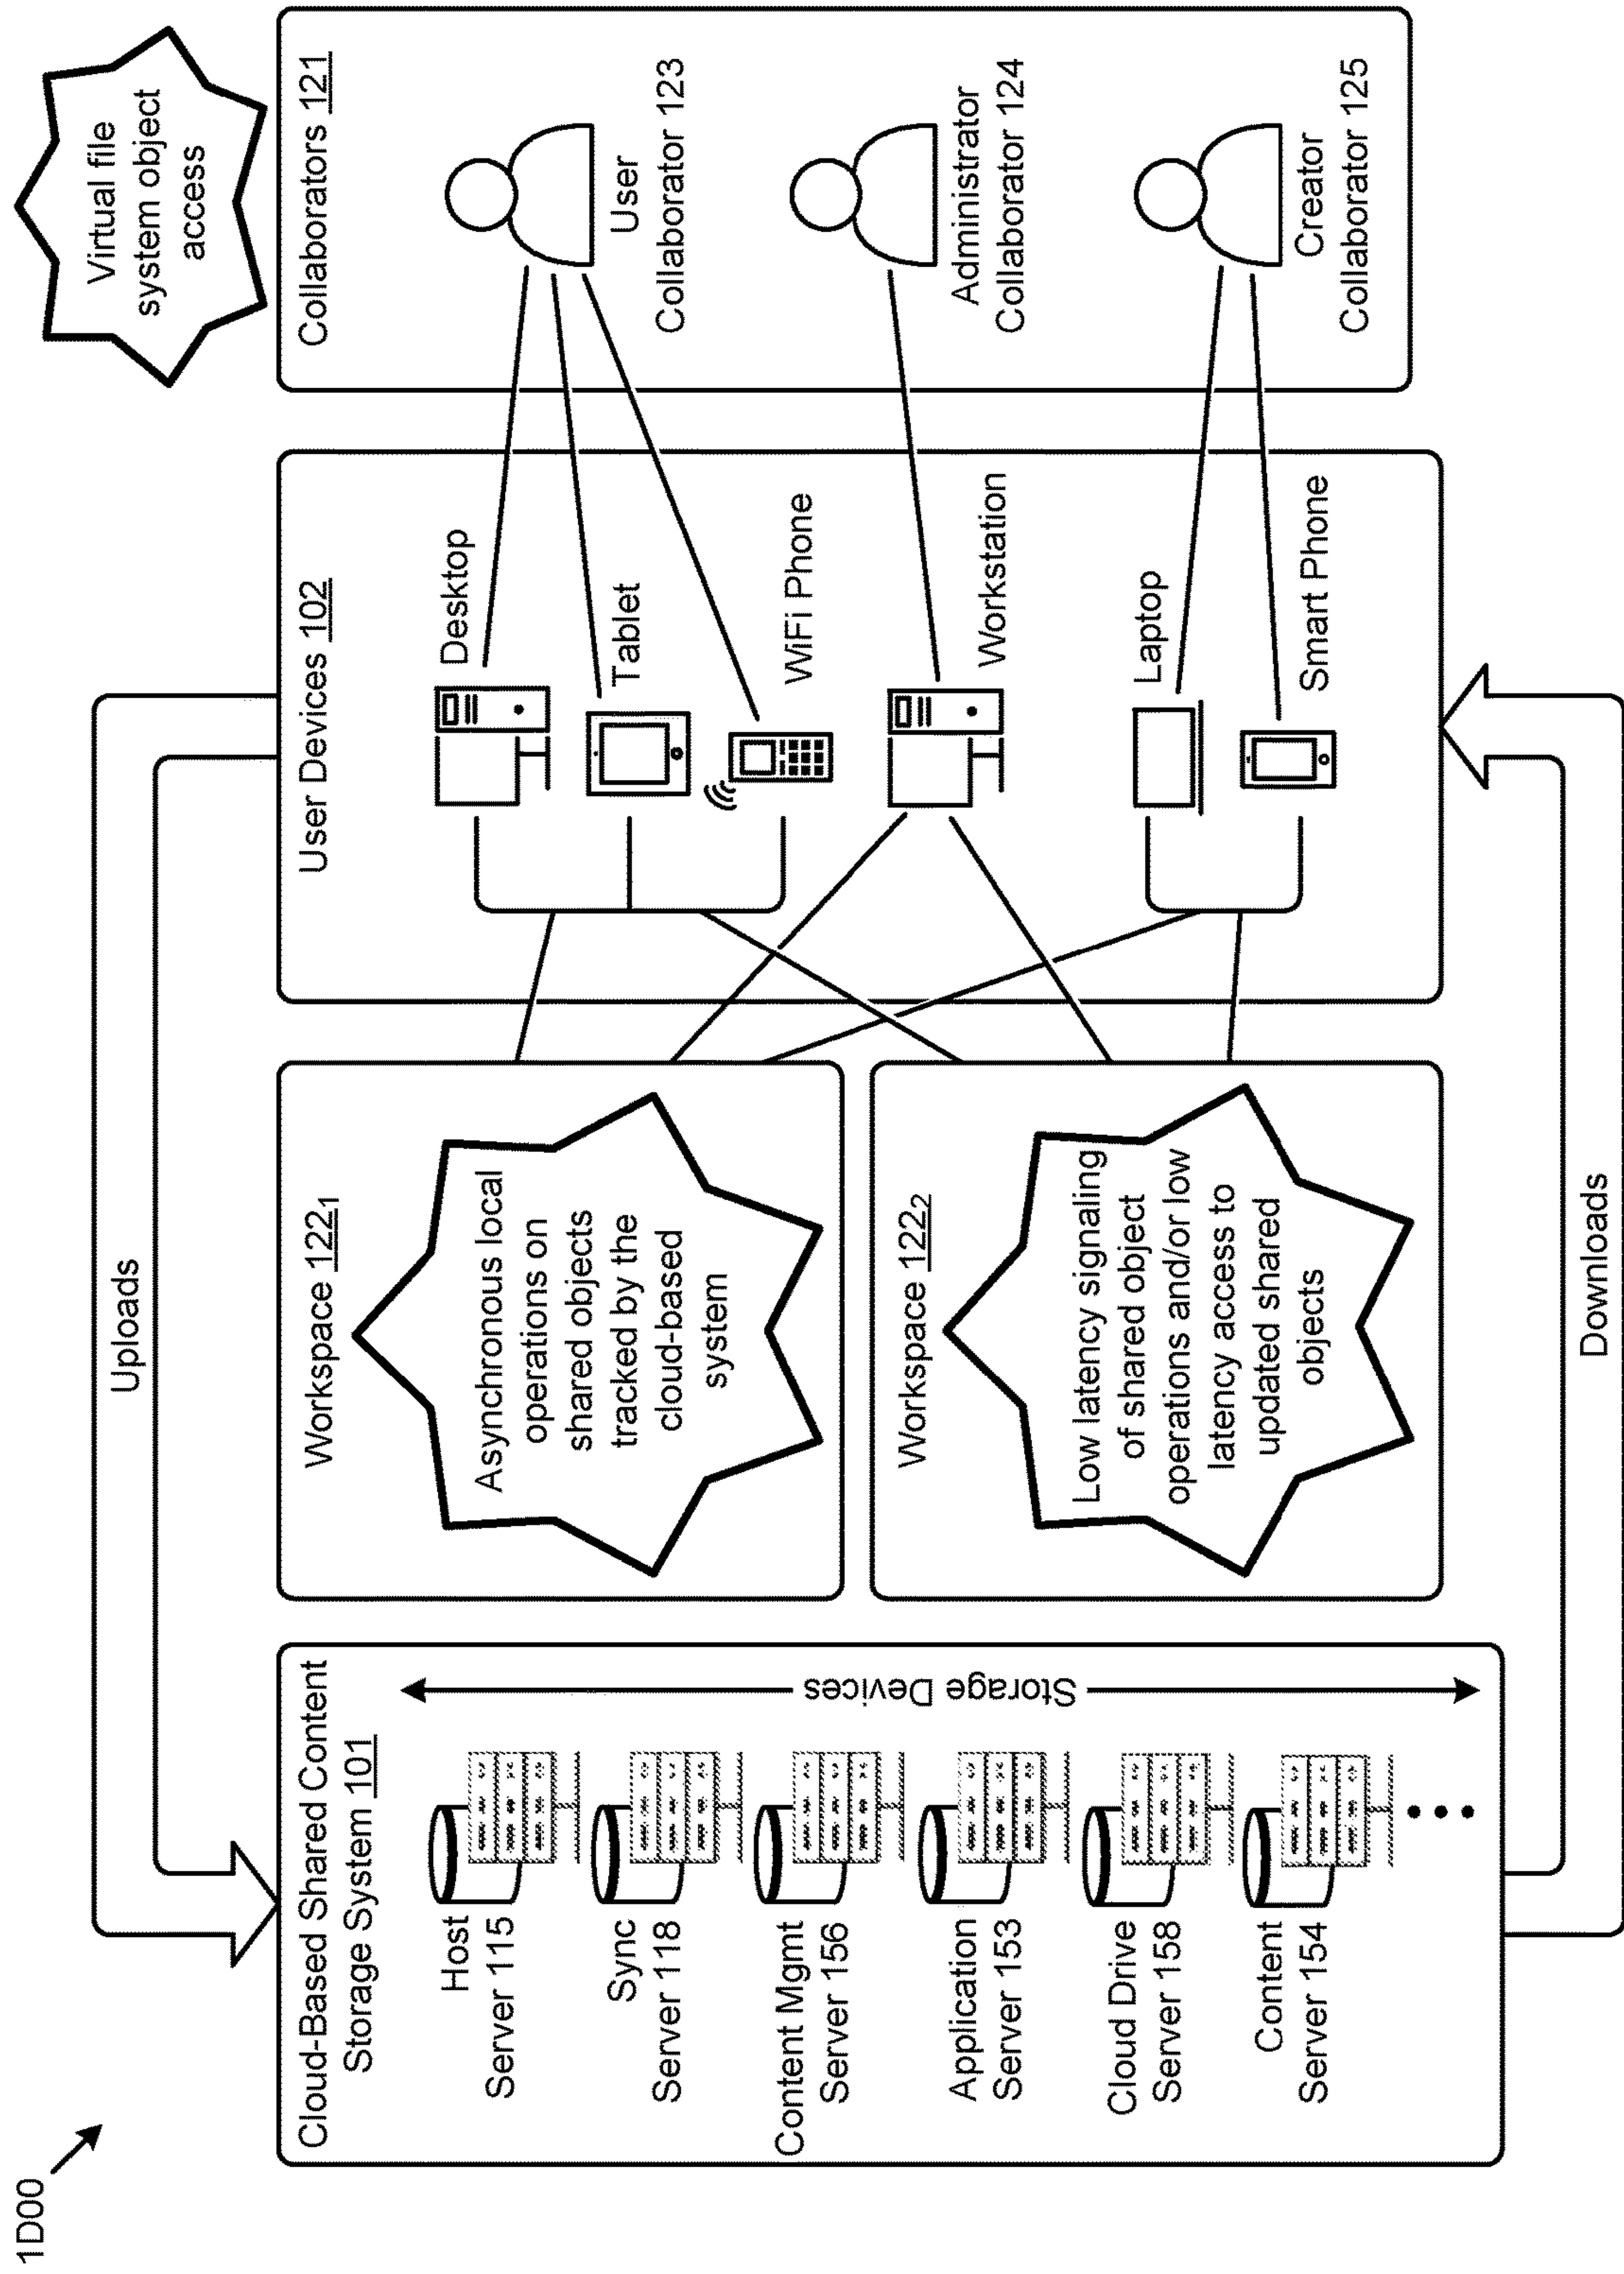 1D00
Uploads
Cloud-Based Shared Content
Storage System 101
Host
Server 115
Sync
Server 118
Content Mgmt
Server 156
Application
Server 153
Cloud Drive
Server 158
Content
Server 154
Storage Devices
Workspace 122₁
Asynchronous local
operations on
shared objects
tracked by the
cloud-based
system
Workspace 122₂
Low latency signaling
of shared object
operations and/or low
latency access to
updated shared
objects
User Devices 102
Desktop
Tablet
WiFi Phone
Workstation
Laptop
Smart Phone
Virtual file
system object
access
Collaborators 121
User
Collaborator 123
Administrator
Collaborator 124
Creator
Collaborator 125
Downloads